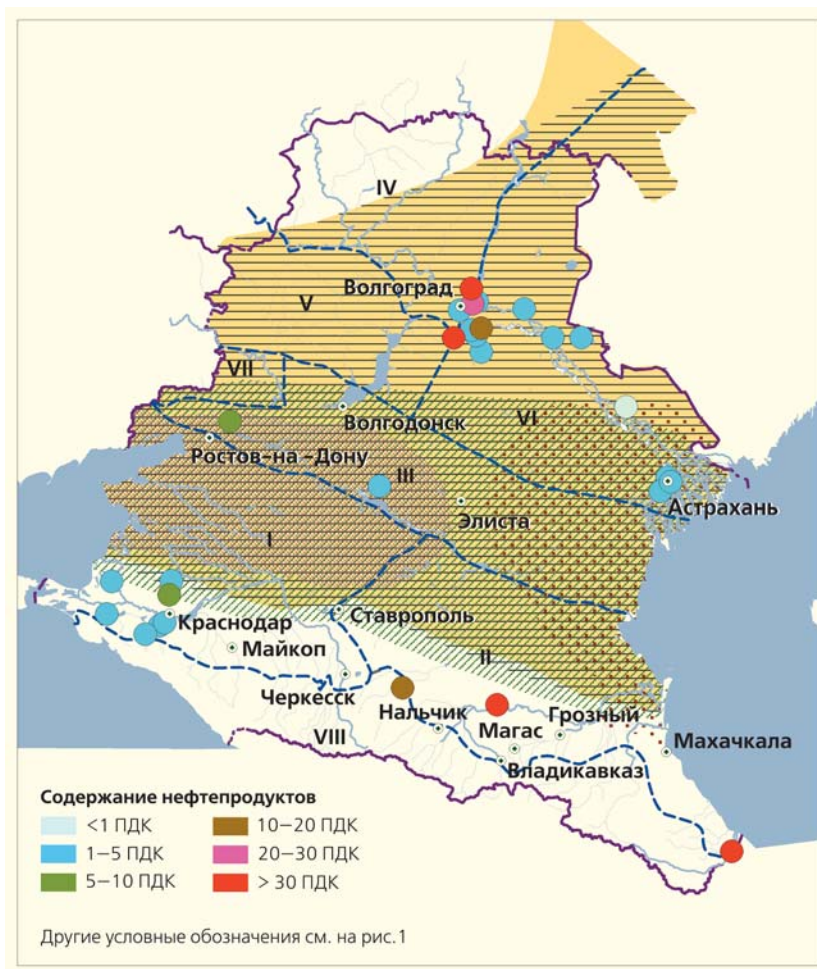 IV
Волгоград
V
VII
Волгодонск
VI
Ростов-на -Дону
III
Элиста
Астрахань
I
Ставрополь
Краснодар
Майкоп
II
Черкесск
Нальчик
Грозный
Магас
VIII
Махачкала
Владикавказ
Содержание нефтепродуктов
<1 ПДК
10–20 ПДК
1–5 ПДК
20–30 ПДК
5–10 ПДК
> 30 ПДК
Другие условные обозначения см. на рис.1